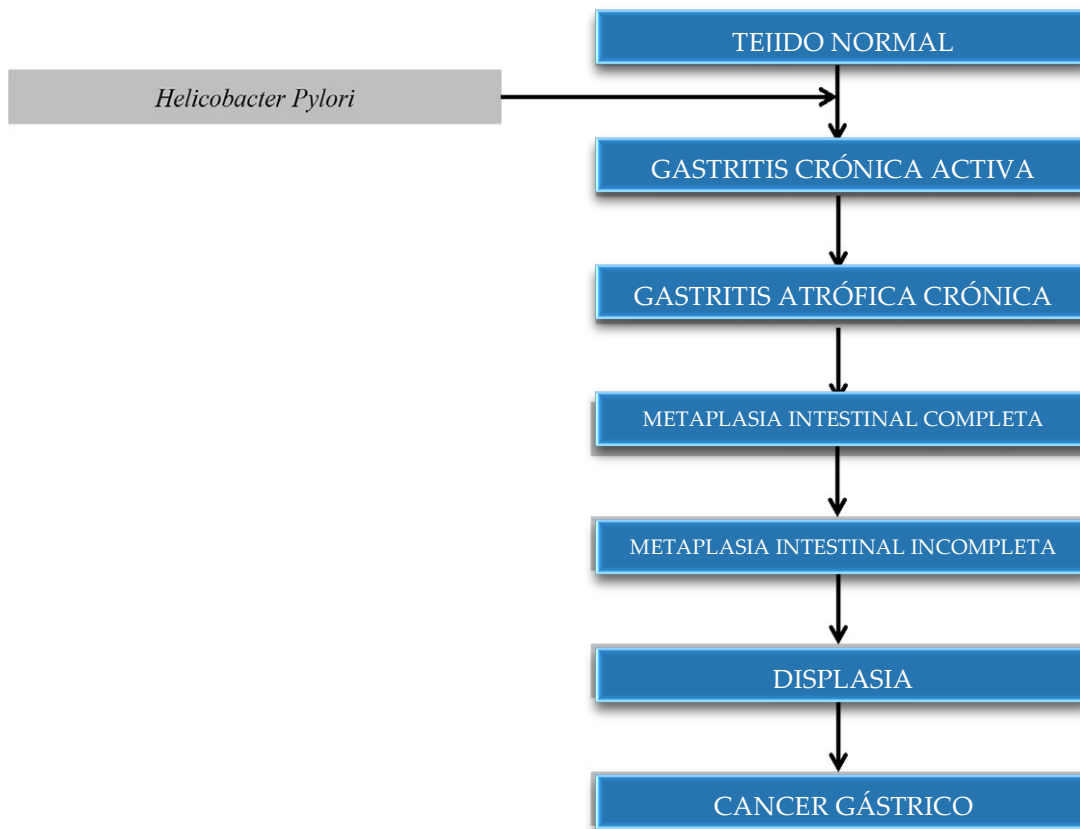 TEJIDO NORMAL
Helicobacter Pylori
GASTRITIS CRÓNICA ACTIVA
GASTRITIS ATRÓFICA CRÓNICA
METAPLASIA INTESTINAL COMPLETA
METAPLASIA INTESTINAL INCOMPLETA
DISPLASIA
CANCER GÁSTRICO